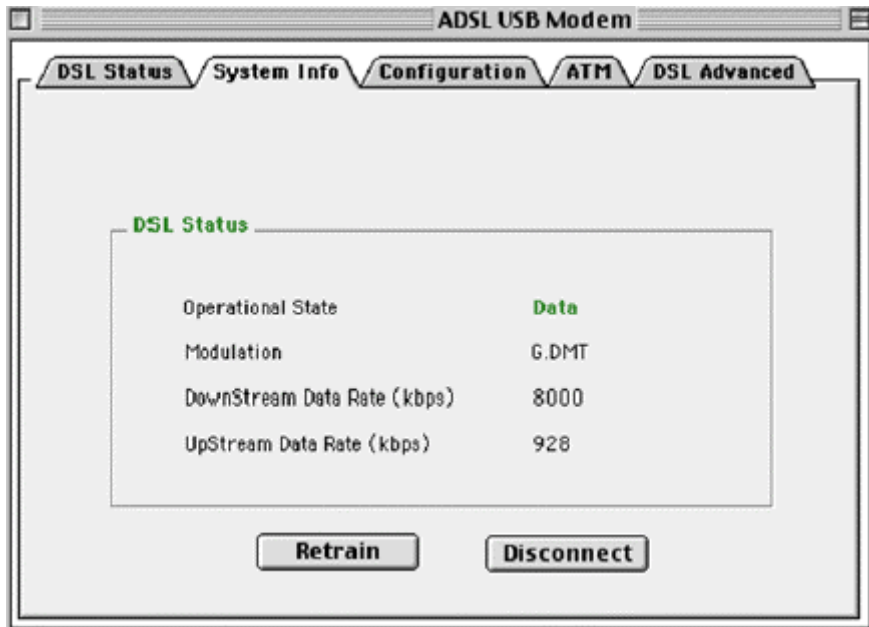 ADSL USB Modem
DSL Status System Info Configuration ATM DSL Advanced
DSL Status
Operational State Data
Modulation G.DMT
DownStream Data Rate (kbps) 8000
UpStream Data Rate (kbps) 928
Retrain Disconnect